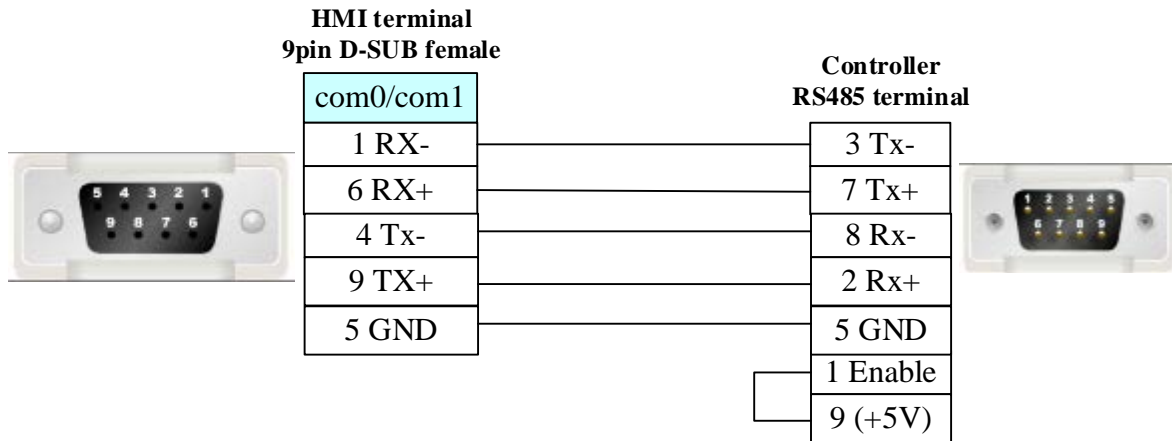 HMI terminal
9pin D-SUB female
com0/com1
1 RX-
6 RX+
4 Tx-
9 TX+
5 GND
Controller
RS485 terminal
3 Tx-
7 Tx+
8 Rx-
2 Rx+
5 GND
1 Enable
9 (+5V)
5 4 3 2 1
9 8 7 6
1 2 3 4 5
6 7 8 9